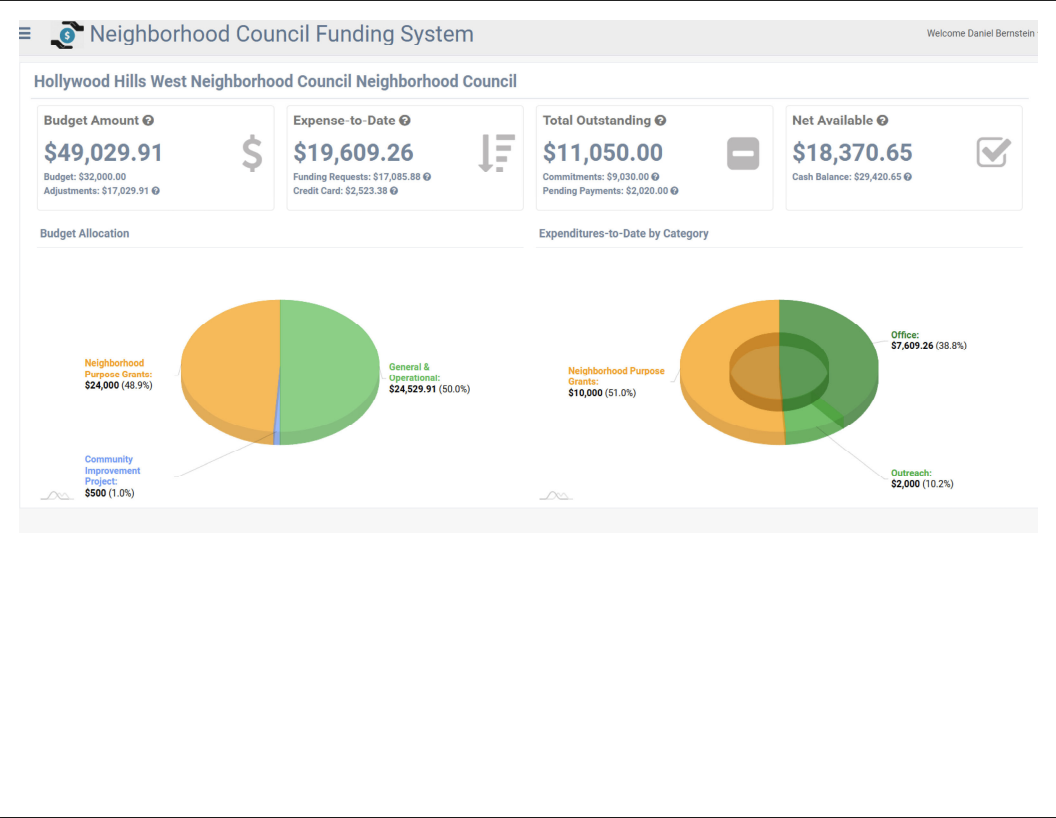 Neighborhood Council Funding System
Welcome Daniel Bernstein
Hollywood Hills West Neighborhood Council Neighborhood Council
Budget Amount
$49,029.91
Budget: $32,000.00
Adjustments: $17,029.91
Expense-to-Date
$19,609.26
Funding Requests: $17,085.88
Credit Card: $2,523.38
Total Outstanding
$11,050.00
Commitments: $9,030.00
Pending Payments: $2,020.00
Net Available
$18,370.65
Cash Balance: $29,420.65
Budget Allocation
Neighborhood
Purpose Grants:
$24,000 (48.9%)
General &
Operational:
$24,529.91 (50.0%)
Community
Improvement
Project:
$500 (1.0%)
Expenditures-to-Date by Category
Office:
$7,609.26 (38.8%)
Neighborhood Purpose
Grants:
$10,000 (51.0%)
Outreach:
$2,000 (10.2%)